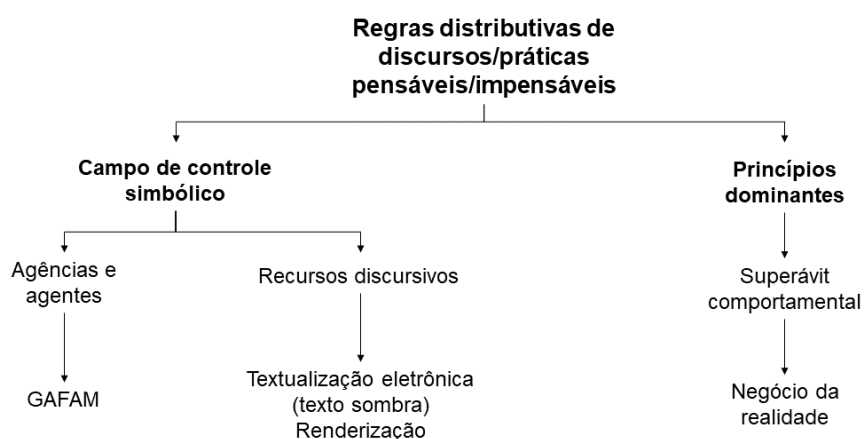 Regras distributivas de
discursos/práticas
pensáveis/impensáveis
Campo de controle
simbólico
Princípios
dominantes
Agências e
agentes
Recursos discursivos
Superávit
comportamental
GAFAM
Textualização eletrônica
(texto sombra)
Renderização
Negócio da
realidade